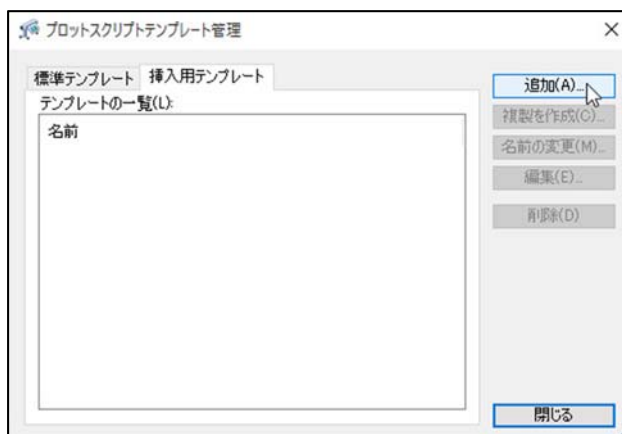 プロットスクリプトテンプレート管理
標準テンプレート 挿入用テンプレート
テンプレートの一覧(L):
名前
追加(A)...
複製を作成(C)...
名前の変更(M)...
編集(E)...
削除(D)
閉じる